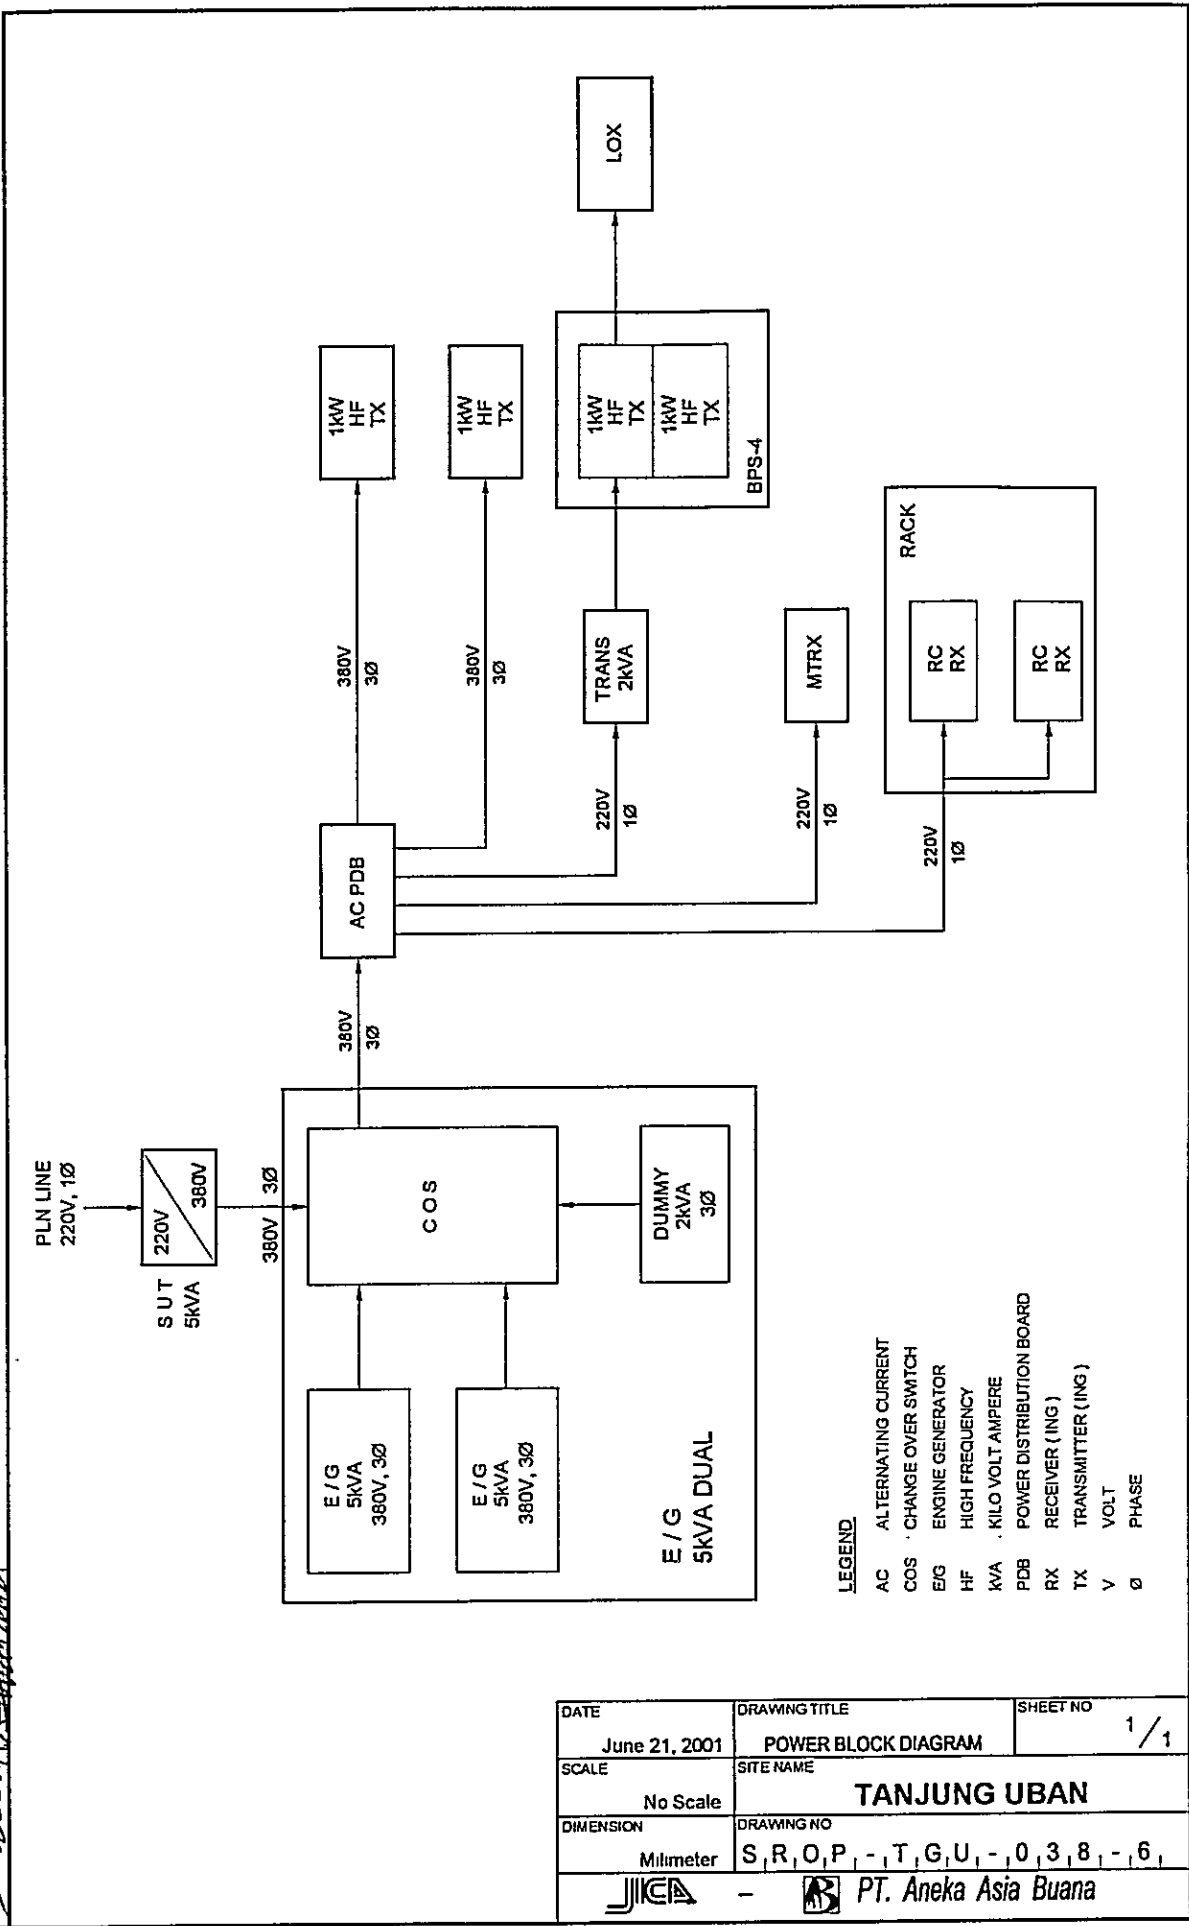 PLN LINE
220V, 1Ø
220V
380V
S U T
5kVA
380V 3Ø
E / G
5kVA
380V, 3Ø
E / G
5kVA
380V, 3Ø
C O S
DUMMY
2kVA
3Ø
E / G
5kVA DUAL
380V
3Ø
AC PDB
380V
3Ø
1kW
HF
TX
380V
3Ø
1kW
HF
TX
220V
1Ø
TRANS
2kVA
1kW
HF
TX
1kW
HF
TX
BPS-4
LOX
220V
1Ø
MTRX
220V
1Ø
RACK
RC
RX
RC
RX
LEGEND
AC ALTERNATING CURRENT
COS CHANGE OVER SWITCH
E/G ENGINE GENERATOR
HF HIGH FREQUENCY
kVA KILO VOLT AMPERE
PDB POWER DISTRIBUTION BOARD
RX RECEIVER ( ING )
TX TRANSMITTER ( ING )
V VOLT
Ø PHASE
DATE
June 21, 2001
DRAWING TITLE
POWER BLOCK DIAGRAM
SHEET NO
1/1
SCALE
No Scale
SITE NAME
TANJUNG UBAN
DIMENSION
Milimeter
DRAWING NO
S R O P - T G U - 0 3 8 - 6
JICA - PT. Aneka Asia Buana